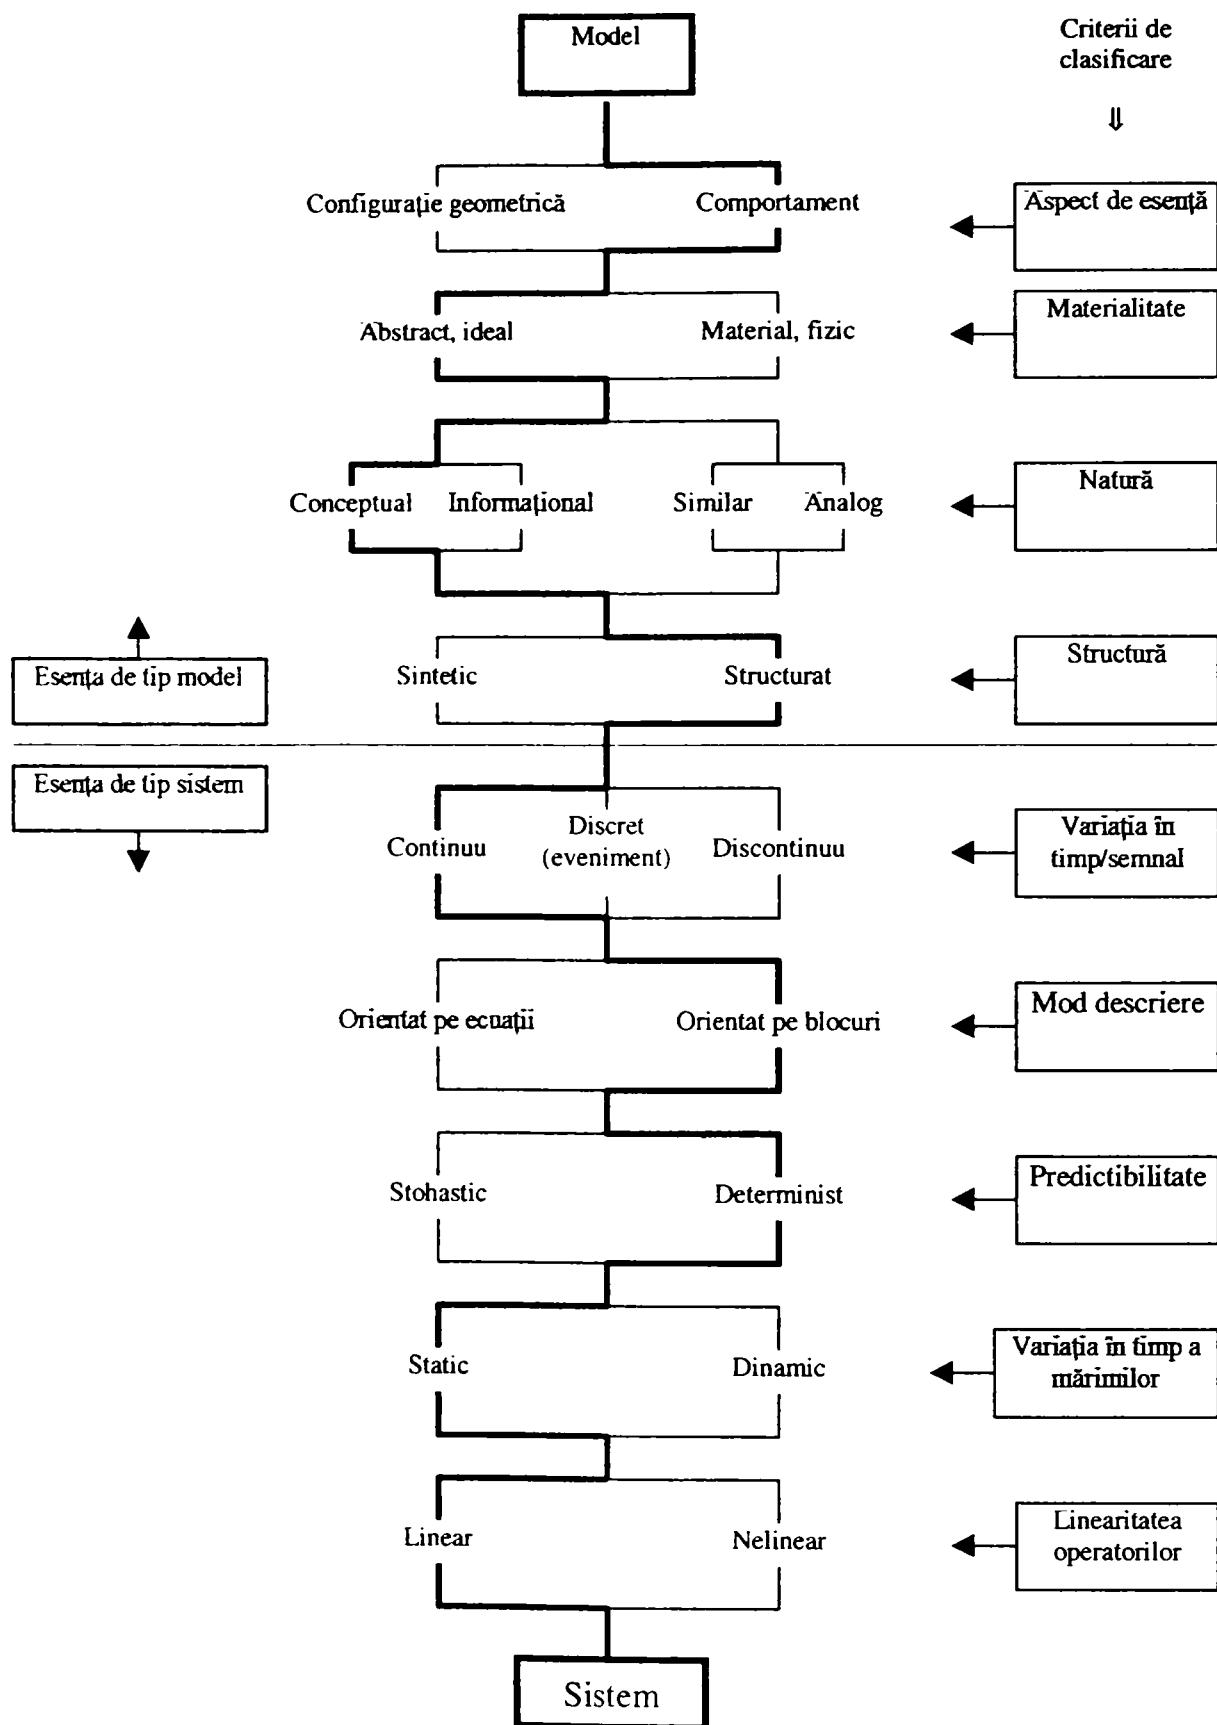 Model
Criterii de
clasificare
⇓
Configurație geometrică
Comportament
Aspect de esență
Abstract, ideal
Material, fizic
Materialitate
Conceptual
Informațional
Similar
Analog
Natură
Esența de tip model
Sintetic
Structurat
Structură
Esența de tip sistem
Continuu
Discret
(eveniment)
Discontinuu
Variația în
timp/semnal
Orientat pe ecuații
Orientat pe blocuri
Mod descriere
Stohastic
Determinist
Predictibilitate
Static
Dinamic
Variația în timp a
mărimilor
Linear
Nelinear
Linearitatea
operatorilor
Sistem